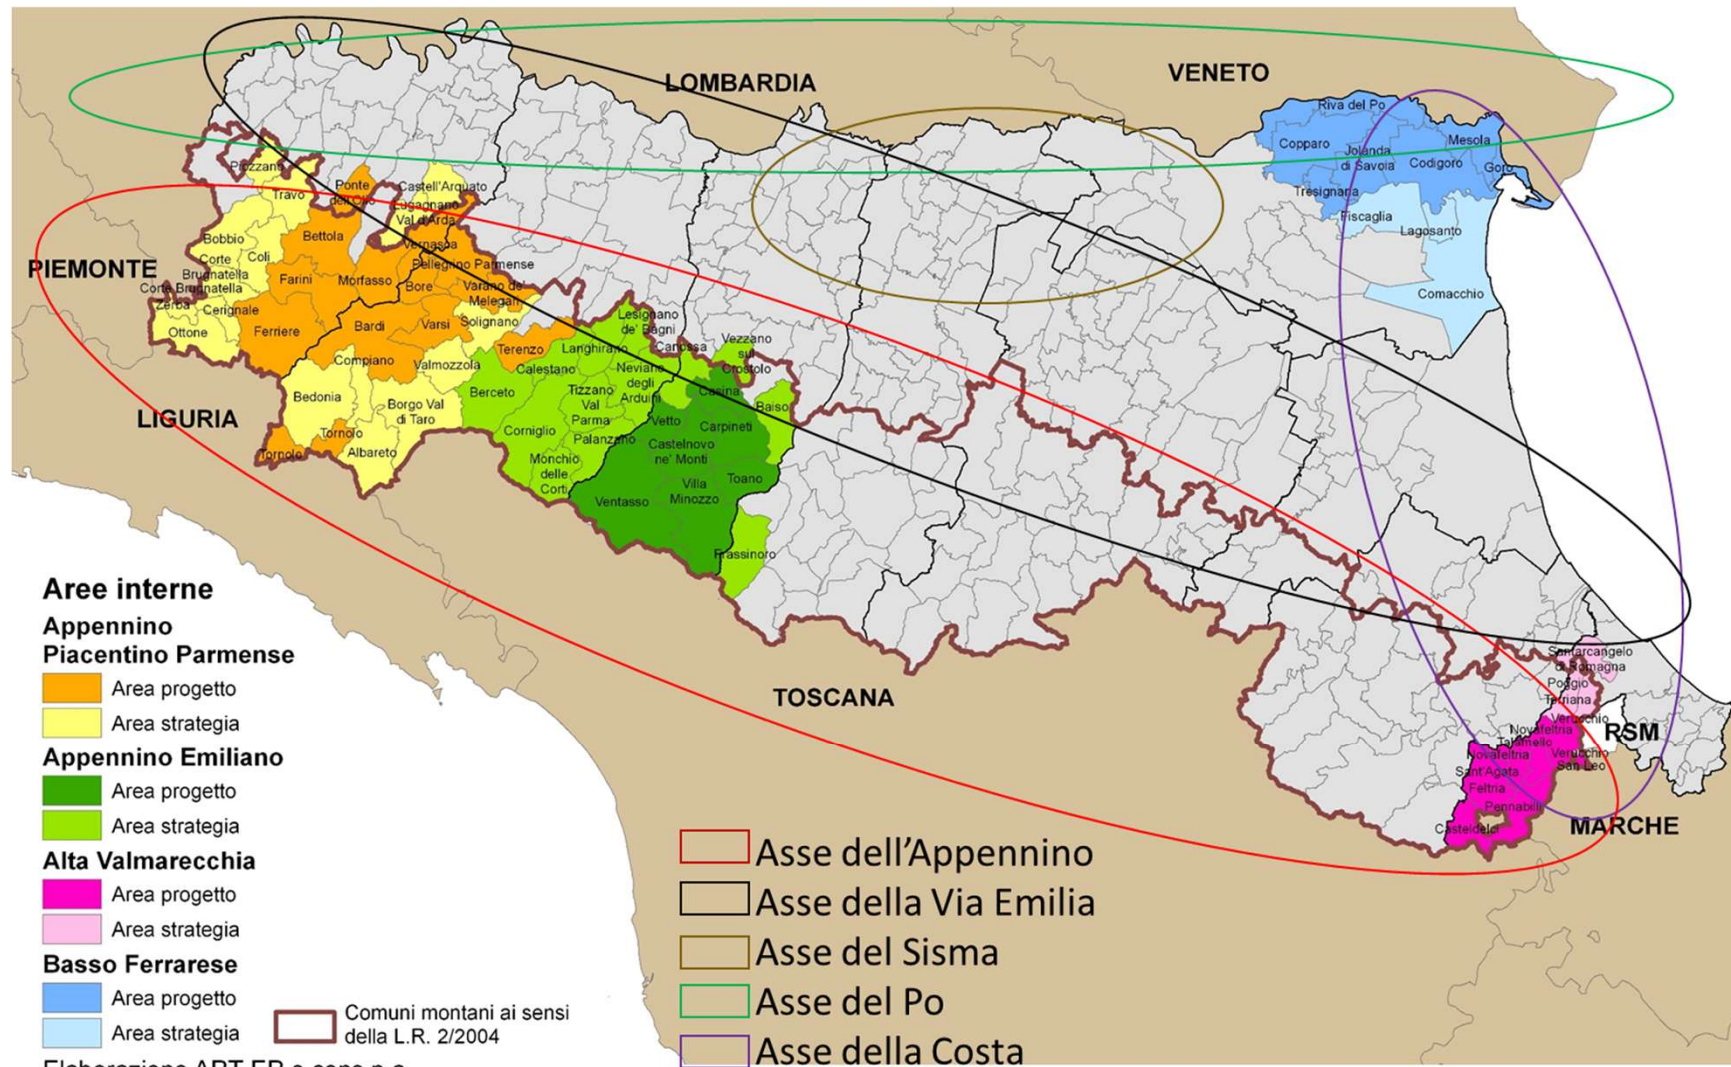 LOMBARDIA
VENETO
PIEMONTE
LIGURIA
TOSCANA
RSM
MARCHE
Piozzano
Travo
Ponte
dell'Olio
Castell'Arquato
Lugagnano
Val d'Arda
Vernasca
Bettola
Bobbio
Corte
Brugnatella
Coli
Corte Brugnatella
Zerba
Cerignale
Ottone
Farini
Morfasso
Ferriere
Pellegrino Parmense
Bore
Varano de'
Melegari
Bardi
Varsi
Solignano
Terenzo
Compiano
Valmozzola
Bedonia
Borgo Val
di Taro
Tornolo
Tornolo
Albareto
Berceto
Calestano
Langhirano
Lesignano
de' Bagni
Canossa
Vezzano
sul
Crostolo
Neviano
degli
Arduini
Tizzano
Val
Parma
Corniglio
Palanzano
Monchio
delle
Corti
Casina
Baiso
Vetto
Carpineti
Castelnovo
ne' Monti
Villa
Minozzo
Toano
Ventasso
Frassinoro
Riva del Po
Copparo
Jolanda
di Savoia
Mesola
Codigoro
Goro
Tresignana
Fiscaglia
Lagosanto
Comacchio
Santarcangelo
di Romagna
Poggio
Torriana
Verucchio
Novafeltria
Talamello
Novafeltria
Verucchio
San Leo
Sant'Agata
Feltria
Pennabilli
Casteldelci
Aree interne
Appennino
Piacentino Parmense
Area progetto
Area strategia
Appennino Emiliano
Area progetto
Area strategia
Alta Valmarecchia
Area progetto
Area strategia
Basso Ferrarese
Area progetto
Area strategia
Comuni montani ai sensi
della L.R. 2/2004
Asse dell'Appennino
Asse della Via Emilia
Asse del Sisma
Asse del Po
Asse della Costa